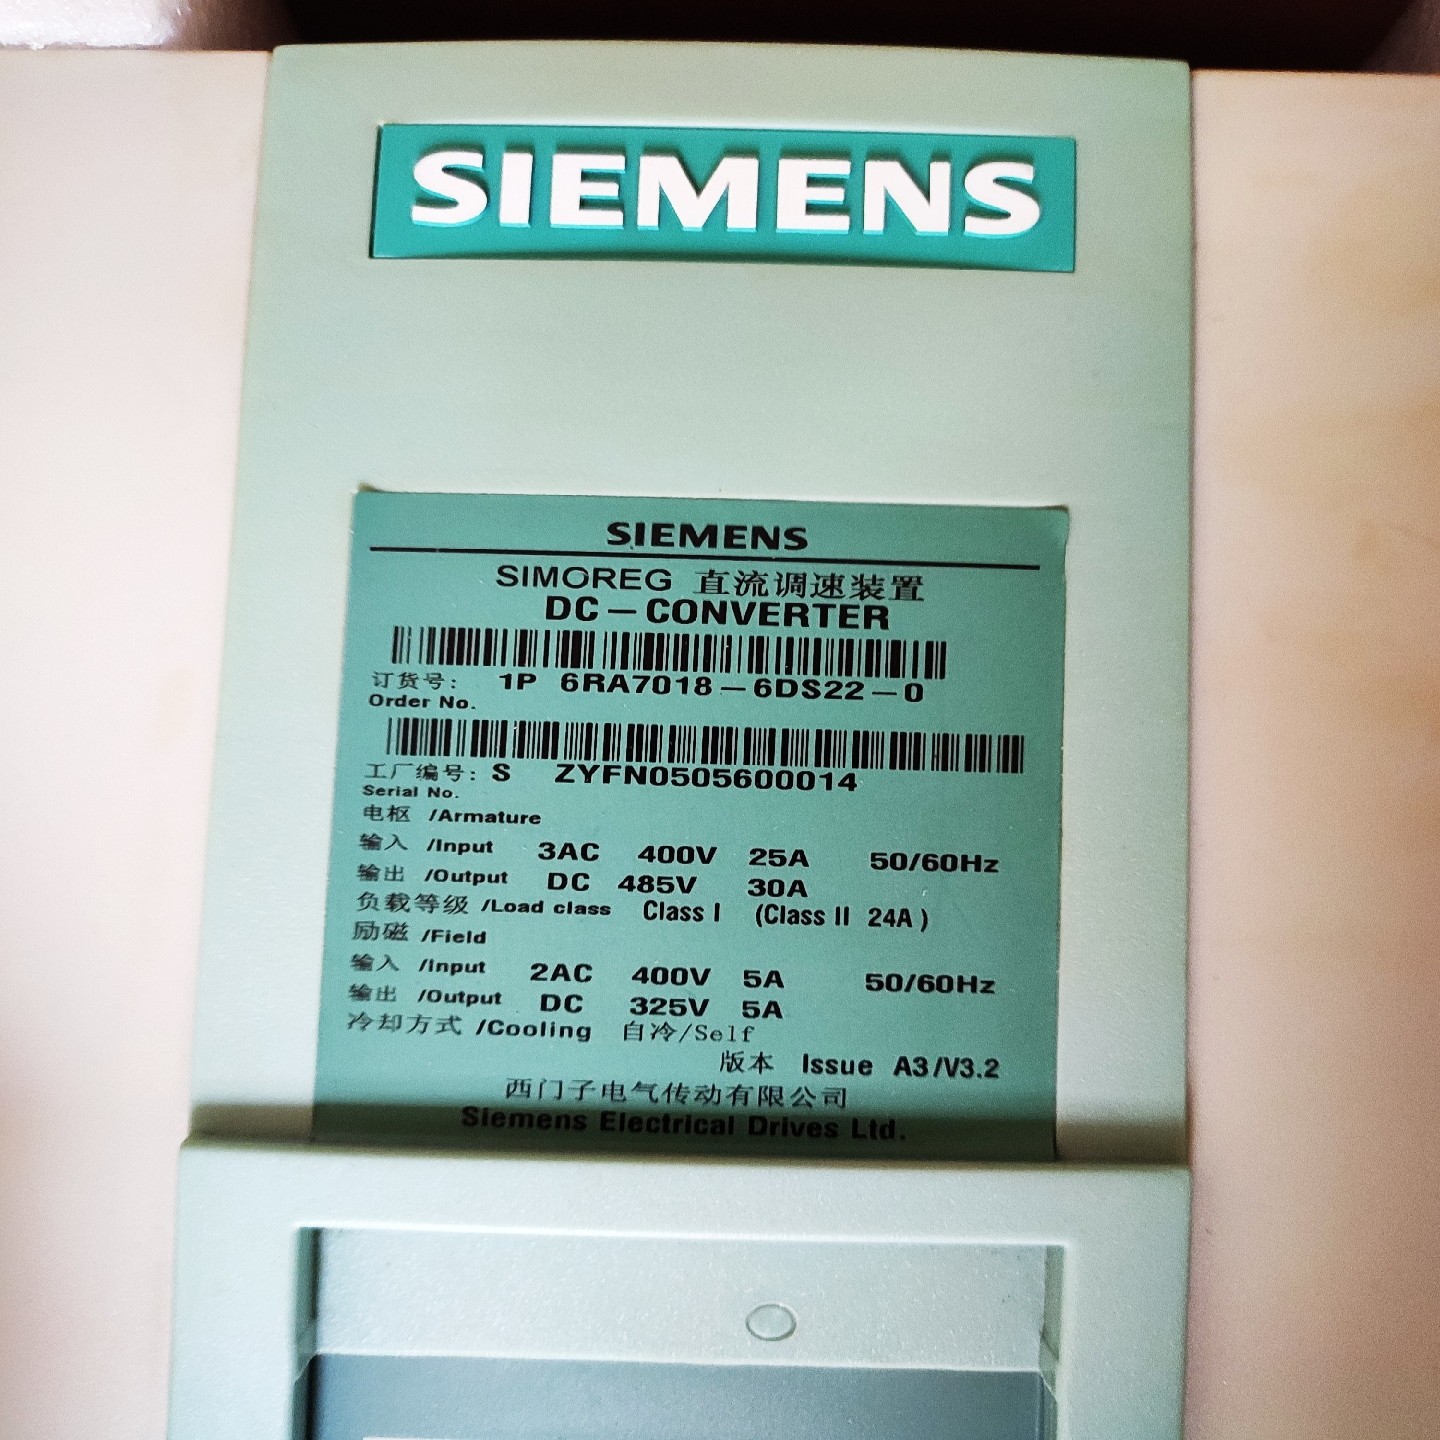 SIEMENS
SIEMENS
SIMOREG 直流调速装置
DC-CONVERTER
订货号: 1P 6RA7018-6DS22-0
Order No.
工厂编号: S ZYFN0505600014
Serial No.
电枢 /Armature
输入 /Input 3AC 400V 25A 50/60Hz
输出 /Output DC 485V 30A
负载等级 /Load class Class I (Class II 24A)
励磁 /Field
输入 /Input 2AC 400V 5A 50/60Hz
输出 /Output DC 325V 5A
冷却方式 /Cooling 自冷/Self
版本 Issue A3/V3.2
西门子电气传动有限公司
Siemens Electrical Drives Ltd.